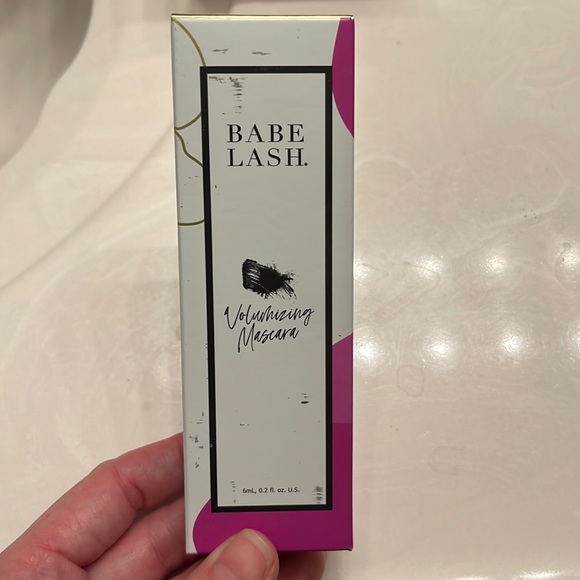 BABE
LASH.
Volumizing
Mascara
6mL, 0.2 fl. oz. U.S.